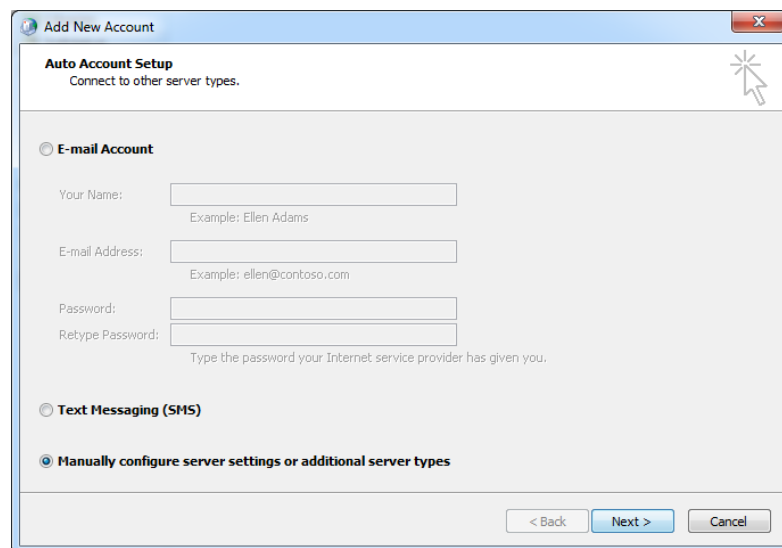 Add New Account
Auto Account Setup
Connect to other server types.
E-mail Account
Your Name:
Example: Ellen Adams
E-mail Address:
Example: ellen@contoso.com
Password:
Retype Password:
Type the password your Internet service provider has given you.
Text Messaging (SMS)
Manually configure server settings or additional server types
< Back Next > Cancel